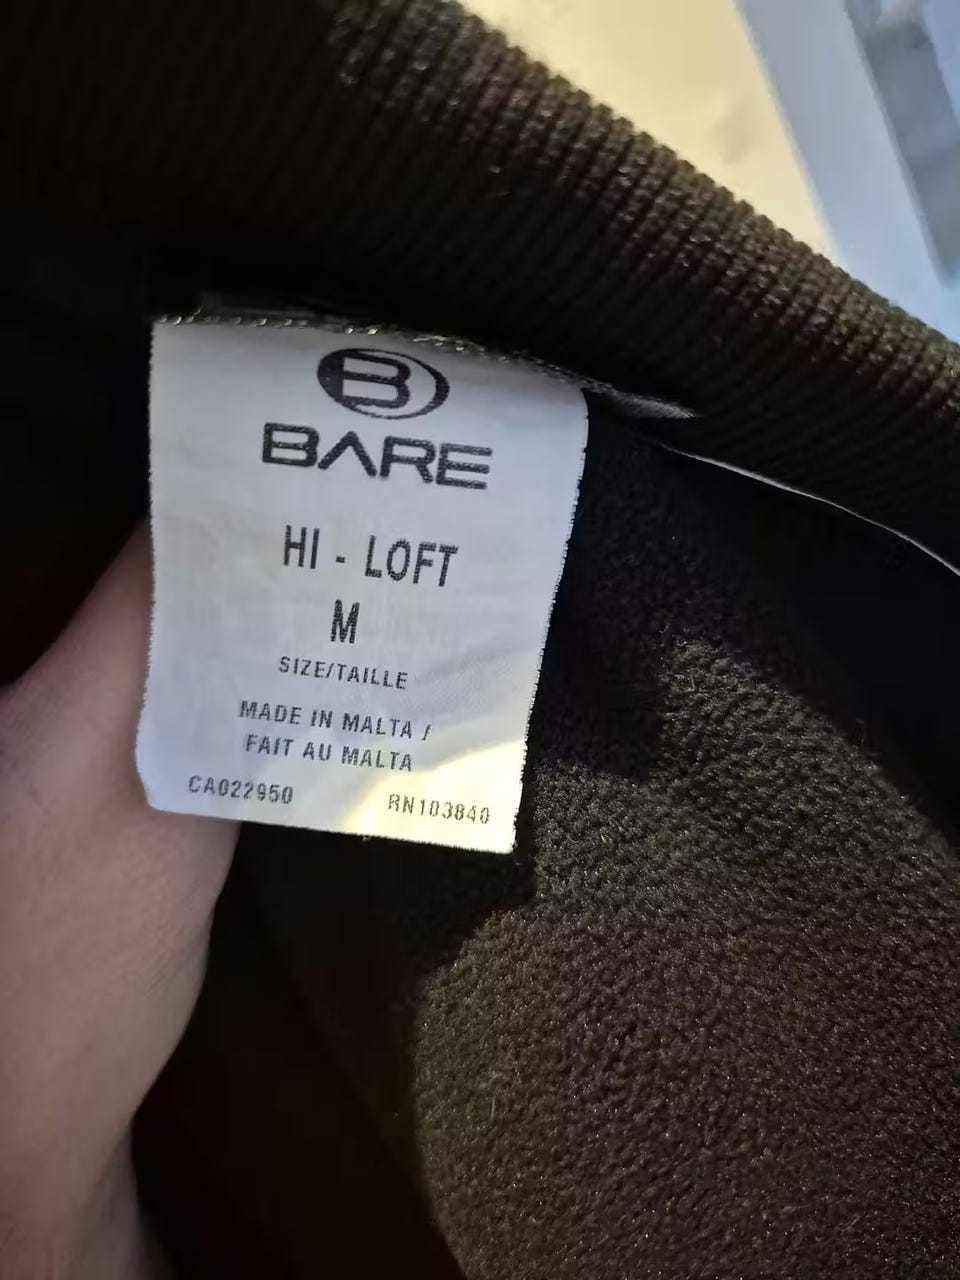 B
BARE
HI - LOFT
M
SIZE/TAILLE
MADE IN MALTA /
FAIT AU MALTA
CA022950 RN103840